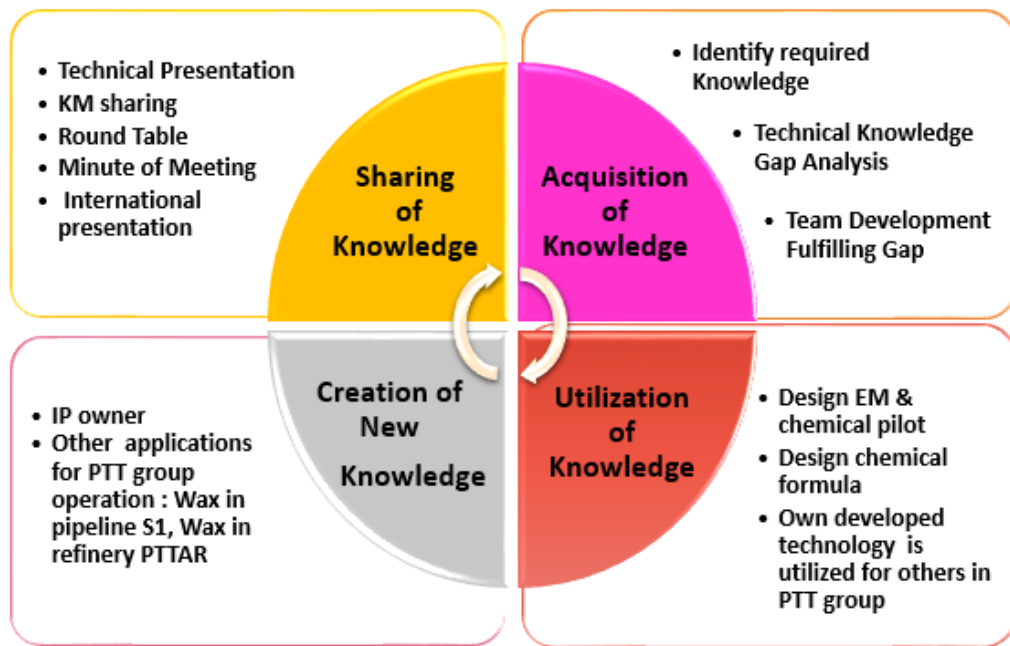 • Technical Presentation
• KM sharing
• Round Table
• Minute of Meeting
• International
presentation
Sharing
of
Knowledge
Acquisition
of
Knowledge
• Identify required
Knowledge
• Technical Knowledge
Gap Analysis
• Team Development
Fulfilling Gap
• IP owner
• Other applications
for PTT group
operation : Wax in
pipeline S1, Wax in
refinery PTTAR
Creation of
New
Knowledge
Utilization
of
Knowledge
• Design EM &
chemical pilot
• Design chemical
formula
• Own developed
technology is
utilized for others in
PTT group